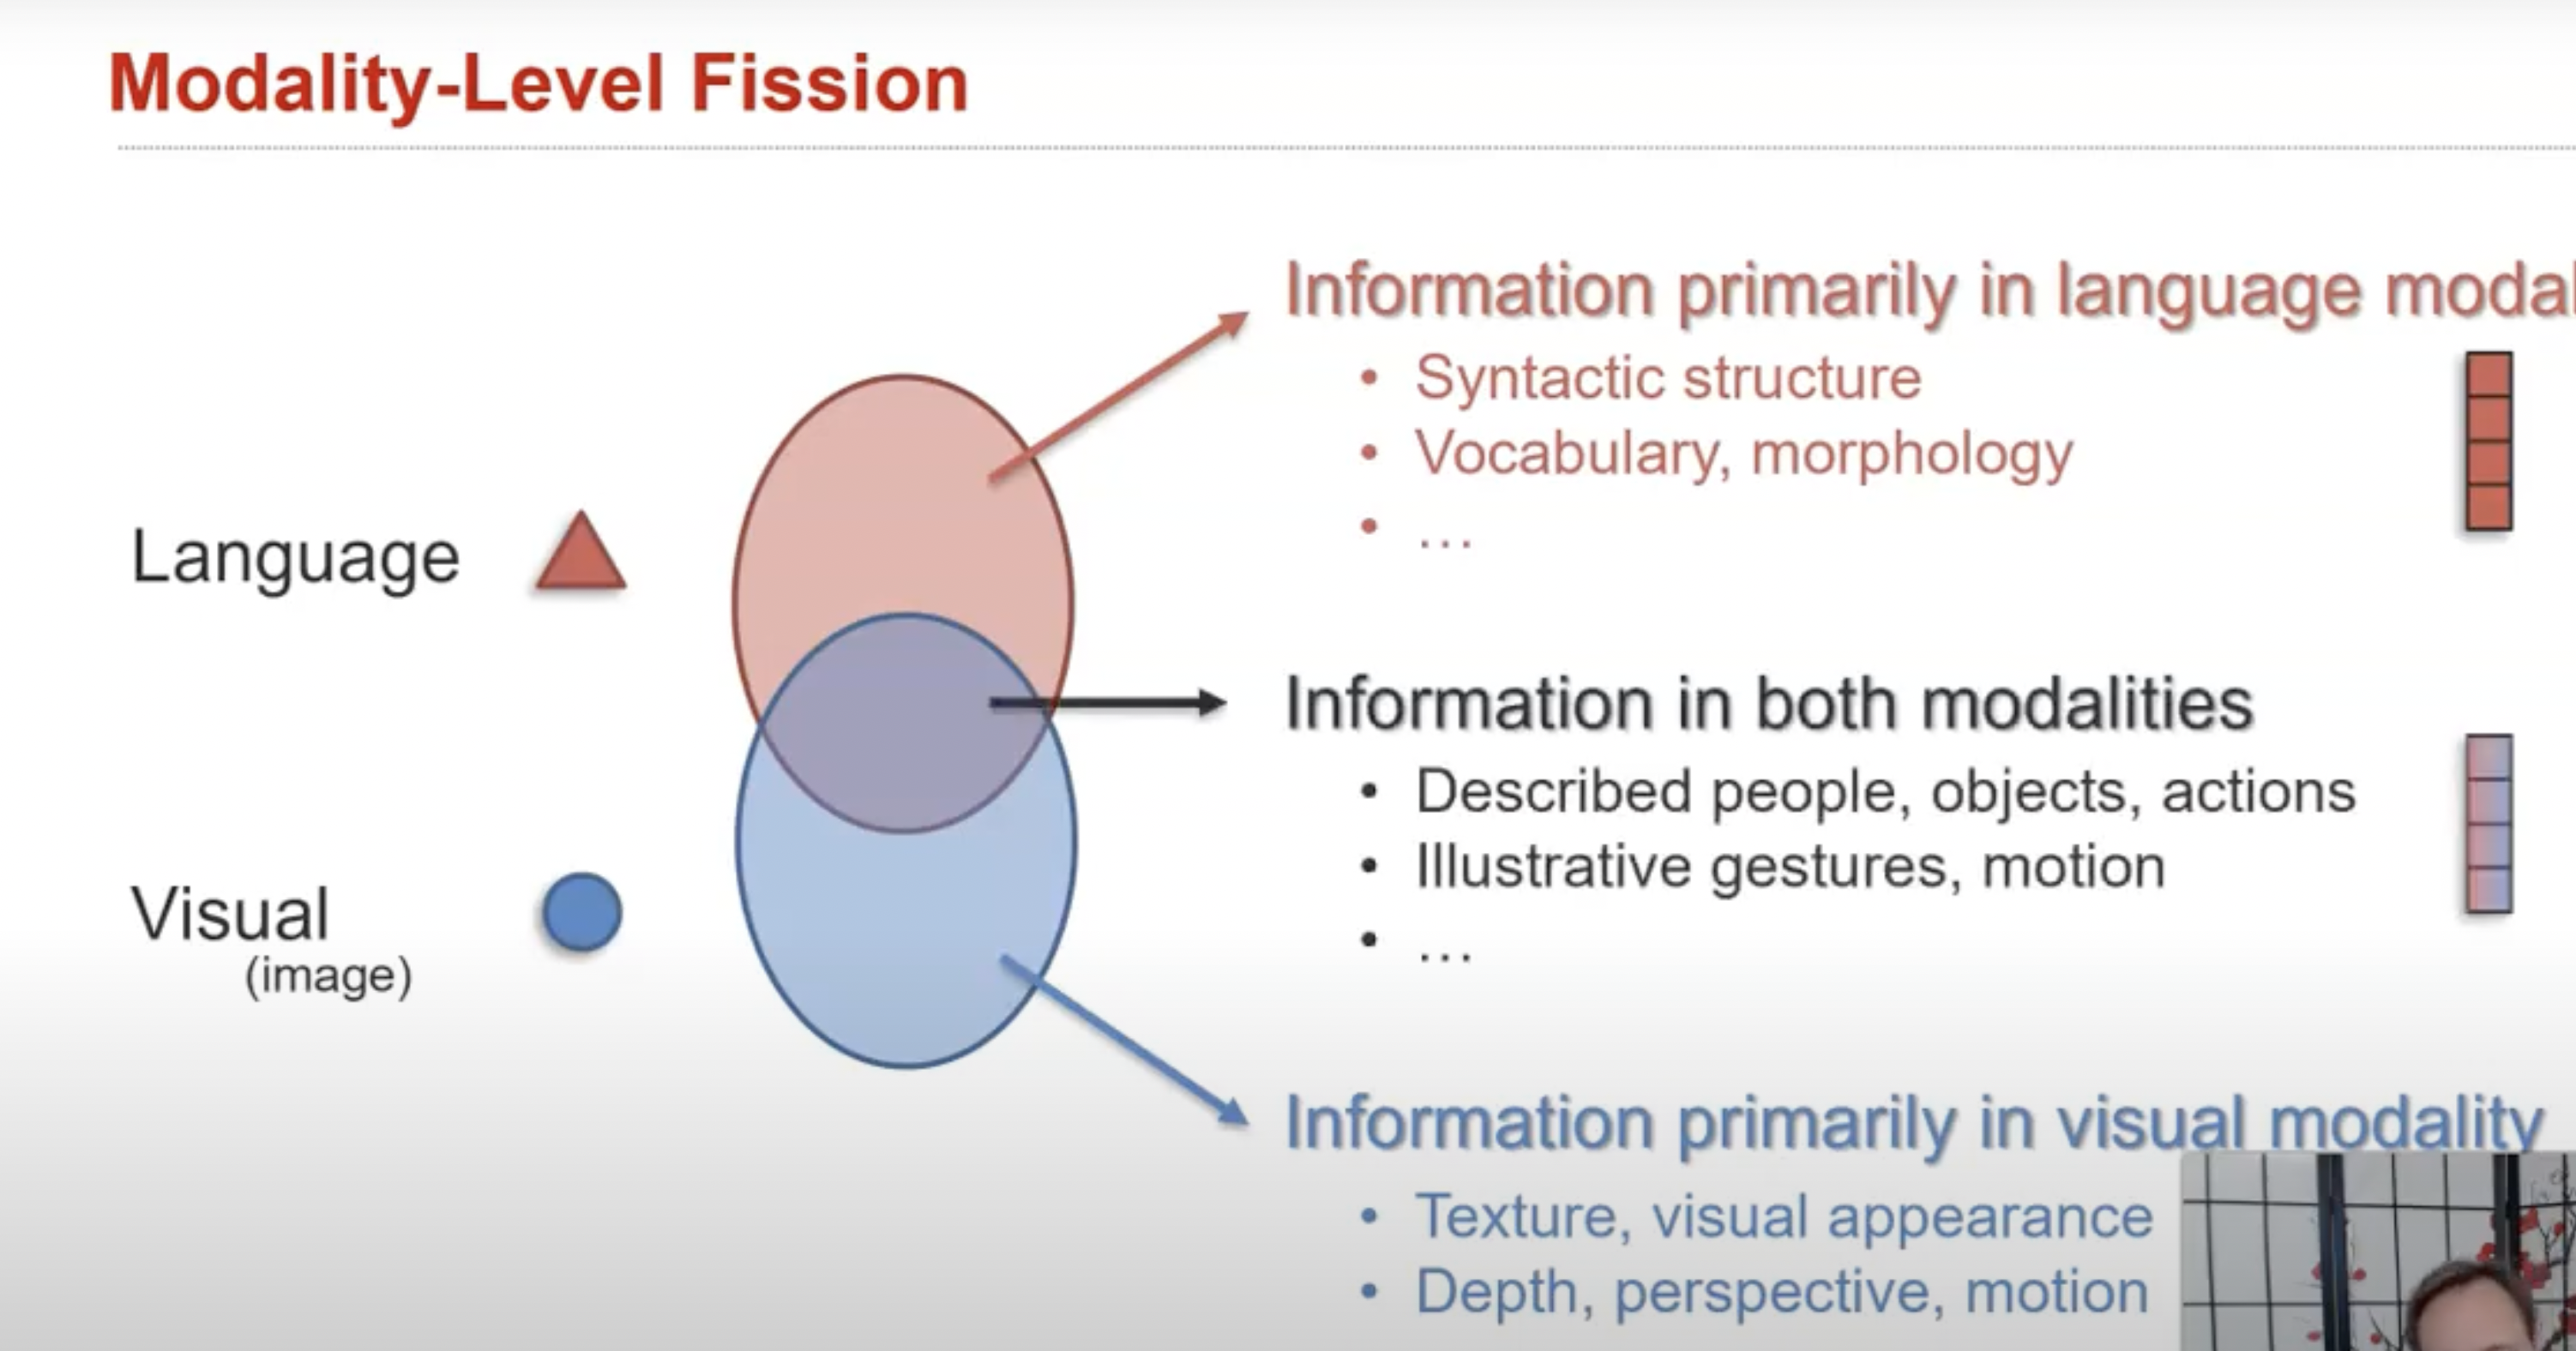 Modality-Level Fission
Information primarily in language modal
• Syntactic structure
• Vocabulary, morphology
• …
Language
Information in both modalities
• Described people, objects, actions
• Illustrative gestures, motion
• …
Visual
(image)
Information primarily in visual modality
• Texture, visual appearance
• Depth, perspective, motion